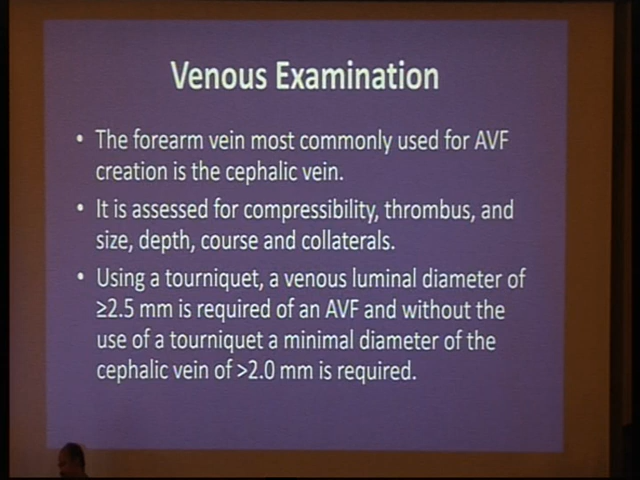 Venous Examination
• The forearm vein most commonly used for AVF
creation is the cephalic vein.
• It is assessed for compressibility, thrombus, and
size, depth, course and collaterals.
• Using a tourniquet, a venous luminal diameter of
≥2.5 mm is required of an AVF and without the
use of a tourniquet a minimal diameter of the
cephalic vein of >2.0 mm is required.